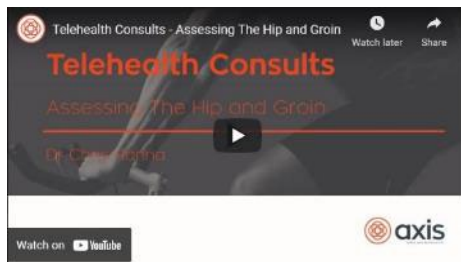 Telehealth Consults - Assessing The Hip and Groin
Watch later
Share
Telehealth Consults
Assessing The Hip and Groin
Dr
axis
Watch on YouTube